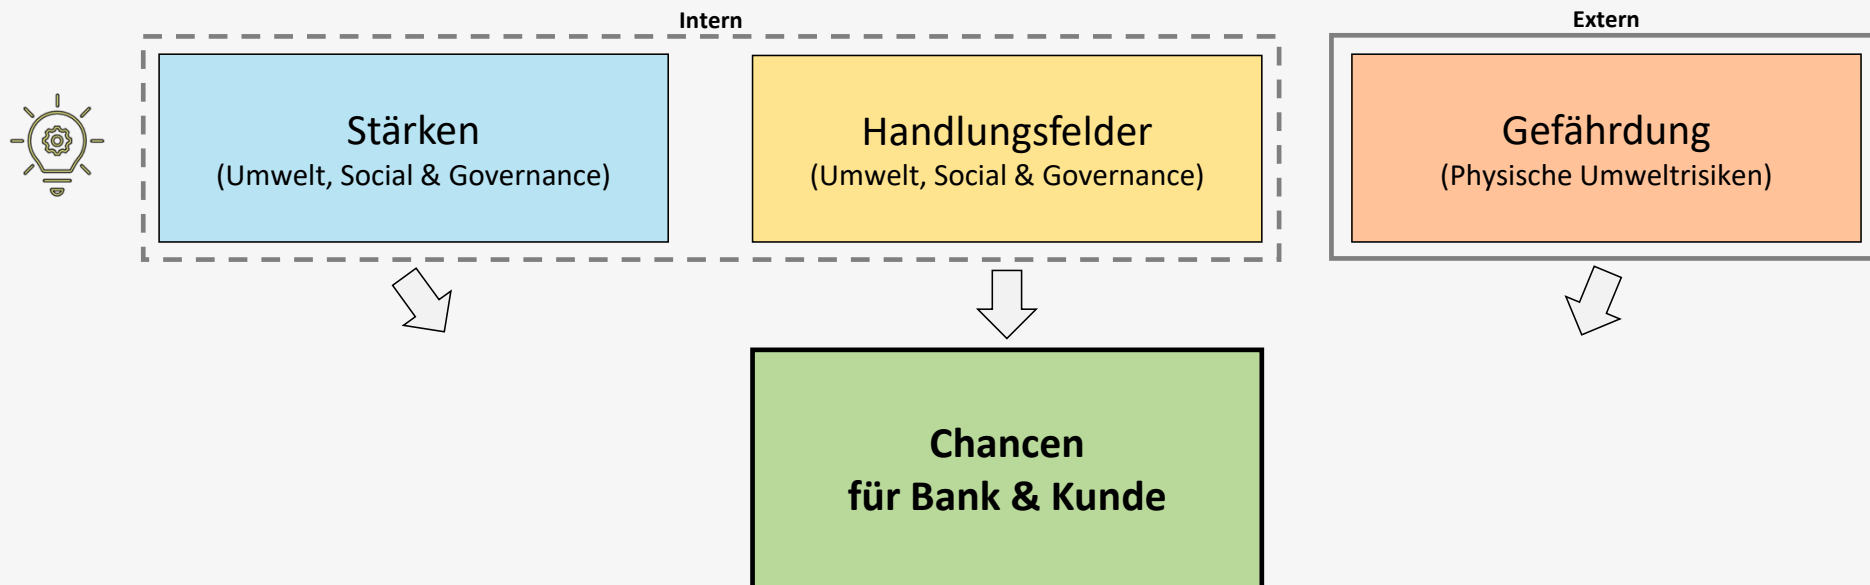 Intern
Extern
Stärken
(Umwelt, Social & Governance)
Handlungsfelder
(Umwelt, Social & Governance)
Gefährdung
(Physische Umweltrisiken)
Chancen
für Bank & Kunde